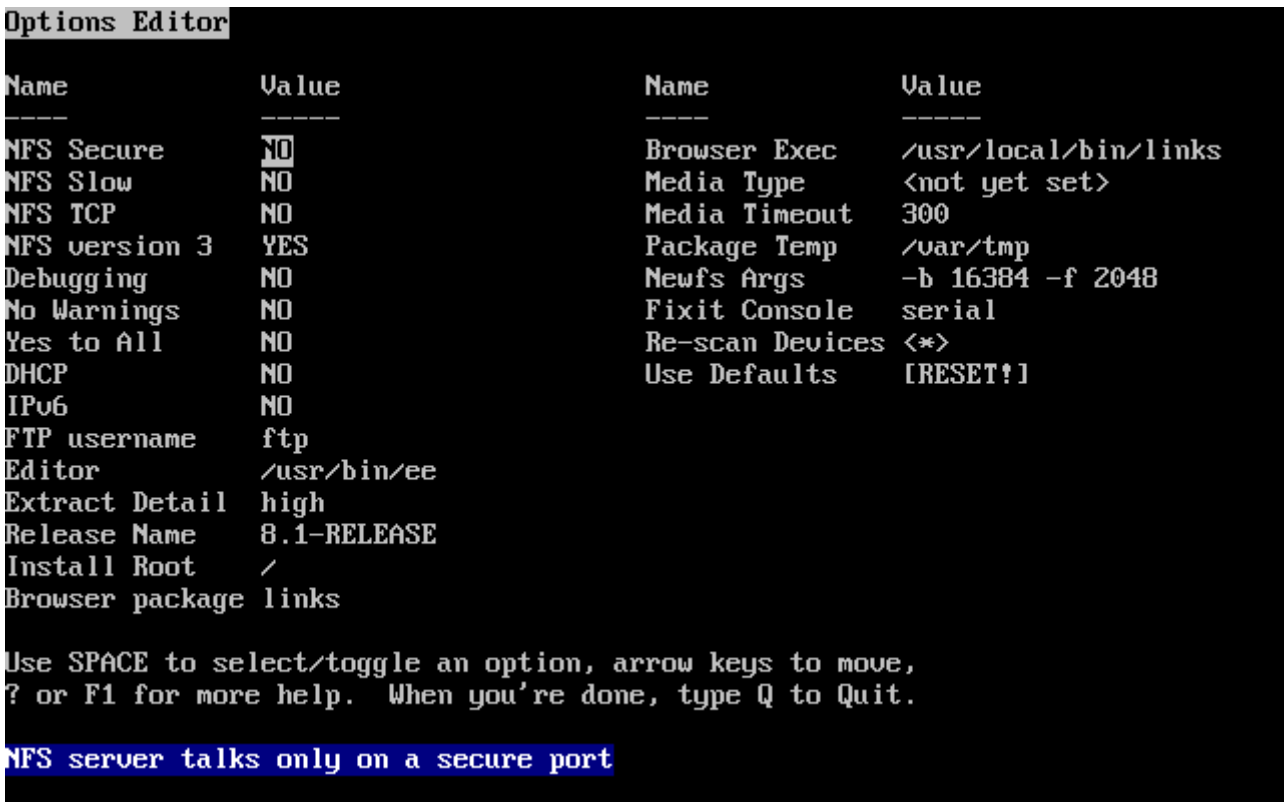 Options Editor
Name Value Name Value
---- ----- ---- -----
NFS Secure NO Browser Exec /usr/local/bin/links
NFS Slow NO Media Type <not yet set>
NFS TCP NO Media Timeout 300
NFS version 3 YES Package Temp /var/tmp
Debugging NO Newfs Args -b 16384 -f 2048
No Warnings NO Fixit Console serial
Yes to All NO Re-scan Devices <*>
DHCP NO Use Defaults [RESET!]
IPv6 NO
FTP username ftp
Editor /usr/bin/ee
Extract Detail high
Release Name 8.1-RELEASE
Install Root /
Browser package links
Use SPACE to select/toggle an option, arrow keys to move,
? or F1 for more help. When you're done, type Q to Quit.
NFS server talks only on a secure port